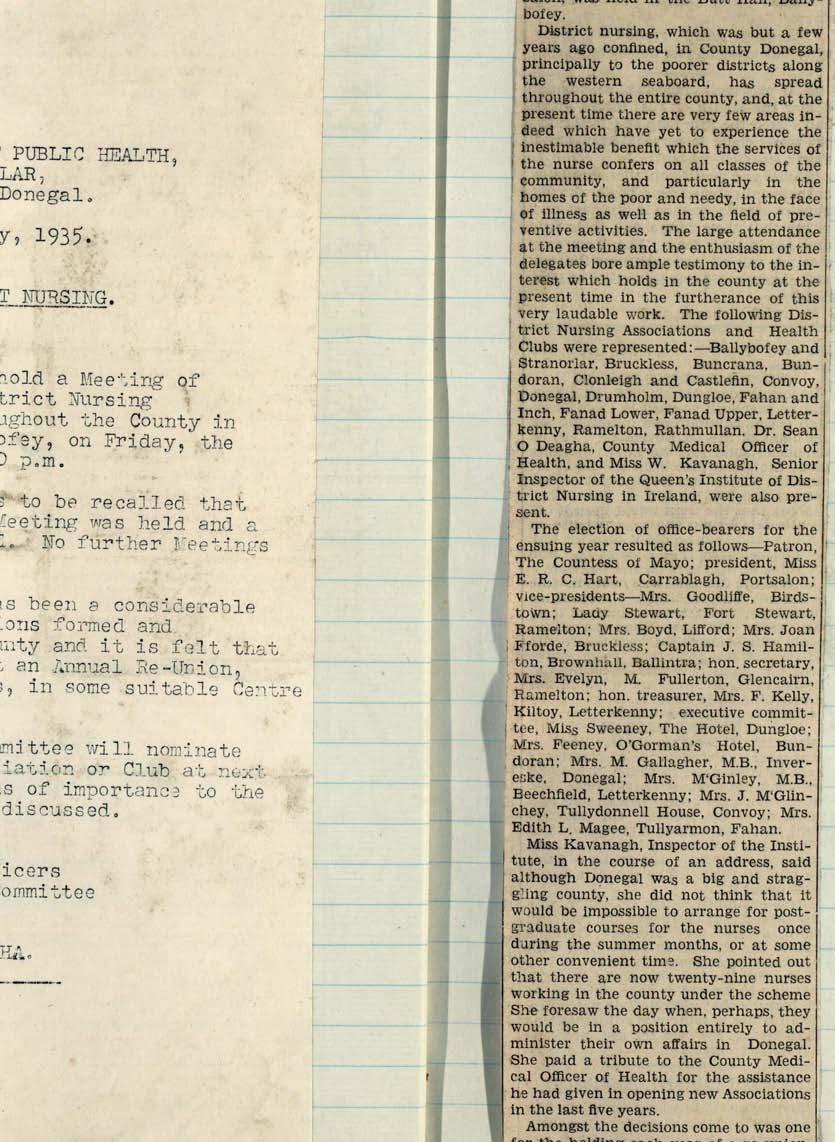 PUBLIC HEALTH,
LAR,
Donegal.
y, 1935.
T NURSING.
hold a Meeting of
trict Nursing
ughout the County in
ofey, on Friday, the
p.m.
s to be recalled that
Meeting was held and a
No further Meetings
as been a considerable
ions formed and
unty and it is felt that
an Annual Re-Union,
s, in some suitable Centre
mmittee will nominate
iation or Club at next
s of importance to the
discussed.
icers
ommittee
HA.
bofey.
District nursing, which was but a few
years ago confined, in County Donegal,
principally to the poorer districts along
the western seaboard, has spread
throughout the entire county, and, at the
present time there are very few areas in-
deed which have yet to experience the
inestimable benefit which the services of
the nurse confers on all classes of the
community, and particularly in the
homes of the poor and needy, in the face
of illness as well as in the field of pre-
ventive activities. The large attendance
at the meeting and the enthusiasm of the
delegates bore ample testimony to the in-
terest which holds in the county at the
present time in the furtherance of this
very laudable work. The following Dis-
trict Nursing Associations and Health
Clubs were represented:—Ballybofey and
Stranorlar, Bruckless, Buncrana, Bun-
doran, Clonleigh and Castlefin, Convoy,
Donegal, Drumholm, Dungloe, Fahan and
Inch, Fanad Lower, Fanad Upper, Letter-
kenny, Ramelton, Rathmullan. Dr. Sean
O Deagha, County Medical Officer of
Health, and Miss W. Kavanagh, Senior
Inspector of the Queen's Institute of Dis-
trict Nursing in Ireland, were also pre-
sent.
The election of office-bearers for the
ensuing year resulted as follows—Patron,
The Countess of Mayo; president, Miss
E. R. C. Hart, Carrablagh, Portsalon;
vice-presidents—Mrs. Goodliffe, Birds-
town; Lady Stewart, Fort Stewart,
Ramelton; Mrs. Boyd, Lifford; Mrs. Joan
Fforde, Bruckless; Captain J. S. Hamil-
ton, Brownhall, Ballintra; hon. secretary,
Mrs. Evelyn, M. Fullerton, Glencairn,
Ramelton; hon. treasurer, Mrs. F. Kelly,
Kiltoy, Letterkenny; executive commit-
tee, Miss Sweeney, The Hotel, Dungloe;
Mrs. Feeney, O'Gorman's Hotel, Bun-
doran; Mrs. M. Gallagher, M.B., Inver-
eske, Donegal; Mrs. M'Ginley, M.B.,
Beechfield, Letterkenny; Mrs. J. M'Glin-
chey, Tullydonnell House, Convoy; Mrs.
Edith L. Magee, Tullyarmon, Fahan.
Miss Kavanagh, Inspector of the Insti-
tute, in the course of an address, said
although Donegal was a big and strag-
gling county, she did not think that it
would be impossible to arrange for post-
graduate courses for the nurses once
during the summer months, or at some
other convenient time. She pointed out
that there are now twenty-nine nurses
working in the county under the scheme
She foresaw the day when, perhaps, they
would be in a position entirely to ad-
minister their own affairs in Donegal.
She paid a tribute to the County Medi-
cal Officer of Health for the assistance
he had given in opening new Associations
in the last five years.
Amongst the decisions come to was one